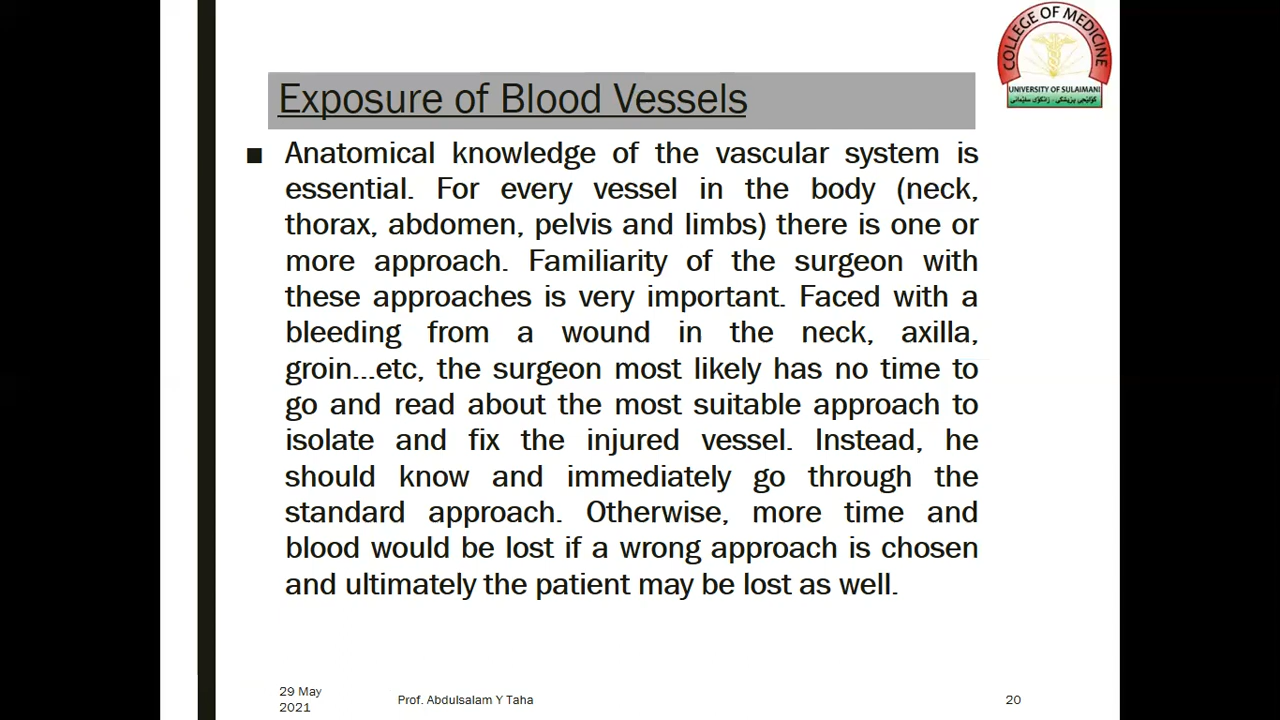 COLLEGE OF MEDICINE
UNIVERSITY OF SULAIMANI
كۆلێجی پزیشكی - زانكۆی سلێمانی
Exposure of Blood Vessels
■ Anatomical knowledge of the vascular system is
essential. For every vessel in the body (neck,
thorax, abdomen, pelvis and limbs) there is one or
more approach. Familiarity of the surgeon with
these approaches is very important. Faced with a
bleeding from a wound in the neck, axilla,
groin...etc, the surgeon most likely has no time to
go and read about the most suitable approach to
isolate and fix the injured vessel. Instead, he
should know and immediately go through the
standard approach. Otherwise, more time and
blood would be lost if a wrong approach is chosen
and ultimately the patient may be lost as well.
29 May
2021
Prof. Abdulsalam Y Taha
20